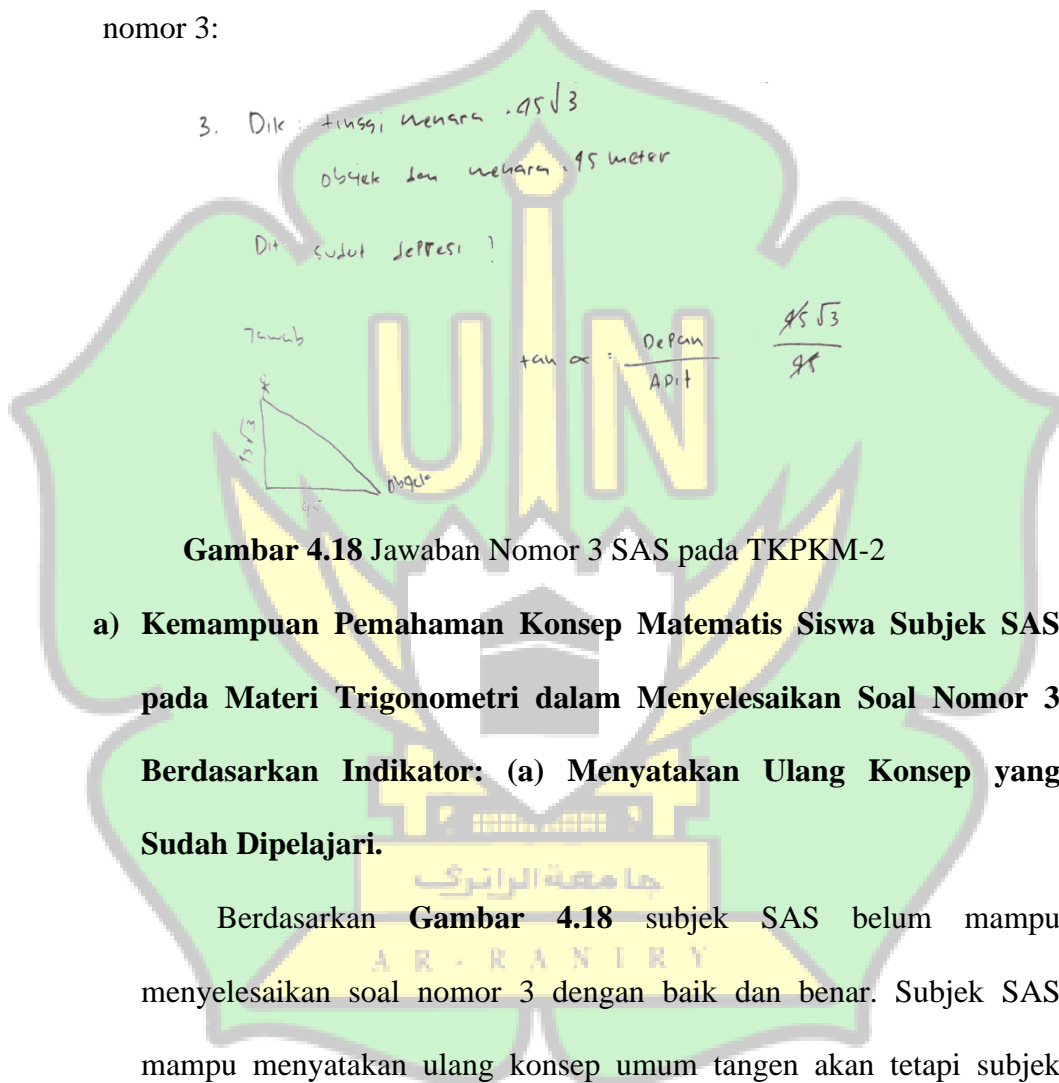 nomor 3:
3. Dik : tinggi menara . 45√3
objek dan menara . 45 meter
Dit : sudut depresi ?
Jawab
tan α : Depan / Apit 45√3 / 45
45√3
objek
45
Gambar 4.18 Jawaban Nomor 3 SAS pada TKPKM-2
a) Kemampuan Pemahaman Konsep Matematis Siswa Subjek SAS
pada Materi Trigonometri dalam Menyelesaikan Soal Nomor 3
Berdasarkan Indikator: (a) Menyatakan Ulang Konsep yang
Sudah Dipelajari.
جامعة الرانري
Berdasarkan Gambar 4.18 subjek SAS belum mampu
AR-RANIRY
menyelesaikan soal nomor 3 dengan baik dan benar. Subjek SAS
mampu menyatakan ulang konsep umum tangen akan tetapi subjek
UIN